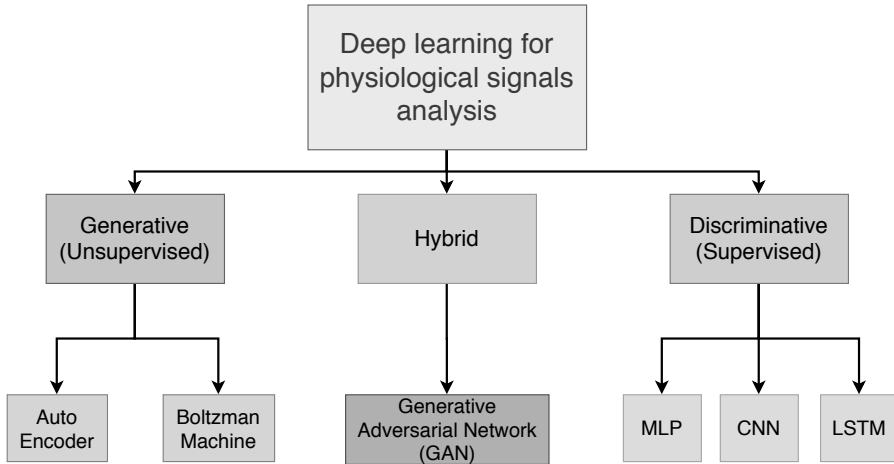 Deep learning for
physiological signals
analysis
Generative
(Unsupervised)
Hybrid
Discriminative
(Supervised)
Auto
Encoder
Boltzman
Machine
Generative
Adversarial Network
(GAN)
MLP
CNN
LSTM